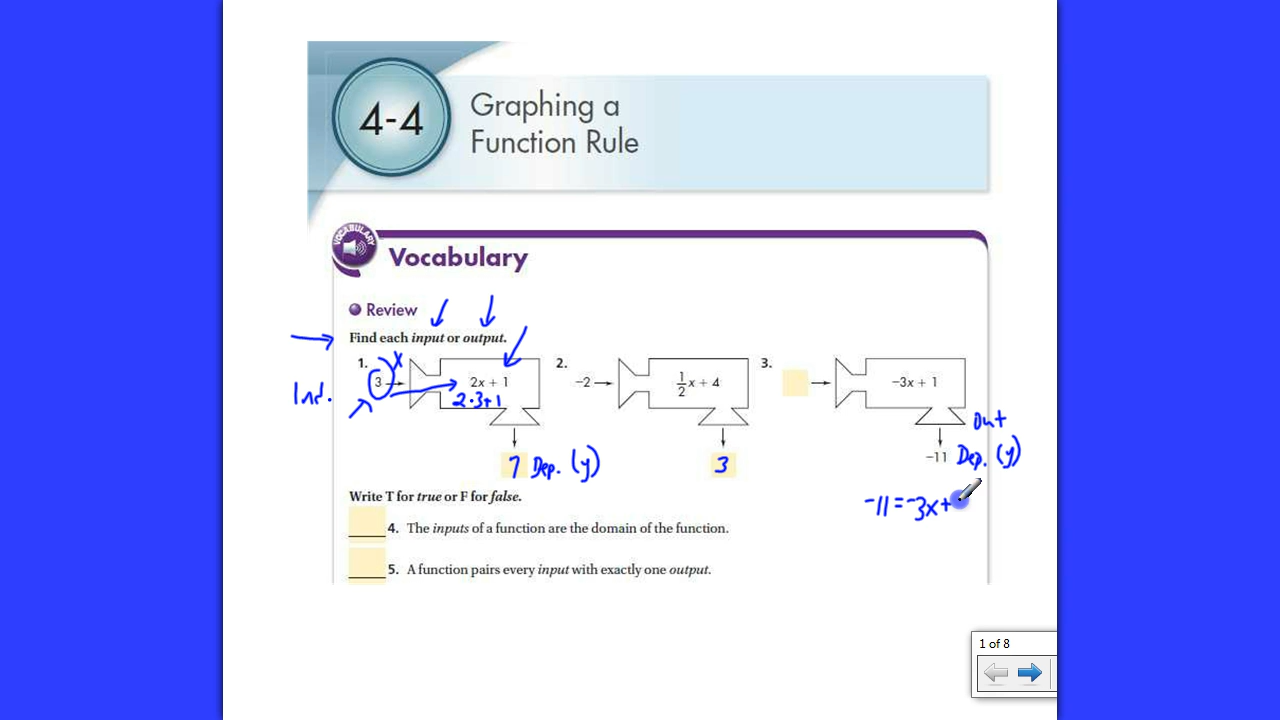 4-4
Graphing a
Function Rule
VOCABULARY
Vocabulary
Review
Find each input or output.
1. 3 x 2x + 1
2·3+1
Ind.
7 Dep. (y)
2. −2 1/2 x + 4
3
3. −3x + 1
Out
−11 Dep. (y)
-11=-3x+
Write T for true or F for false.
4. The inputs of a function are the domain of the function.
5. A function pairs every input with exactly one output.
1 of 8